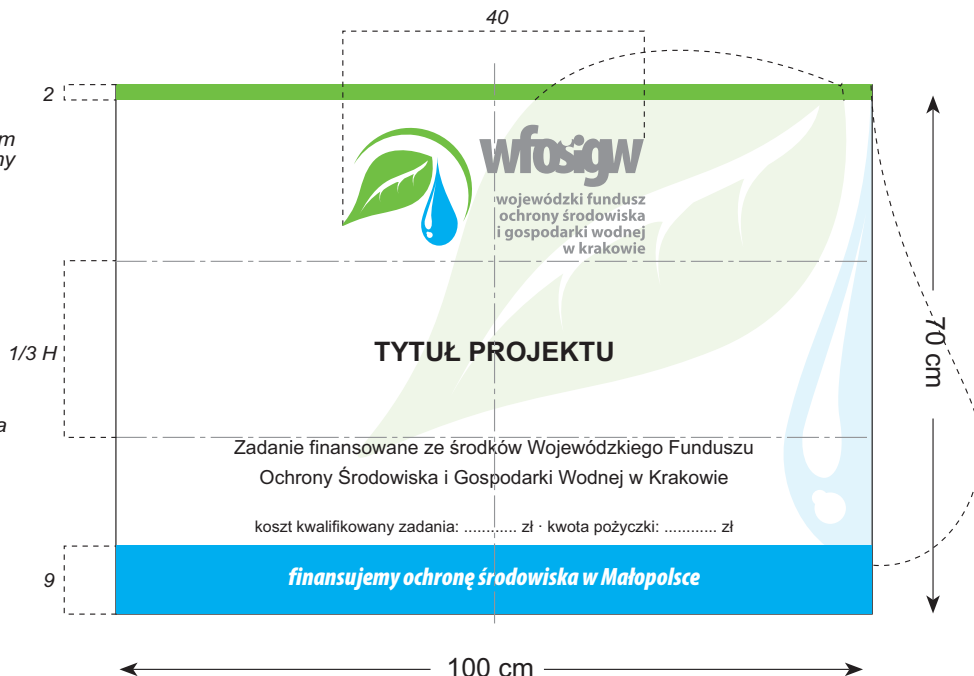 40
2
m
ny
wfosigw
wojewódzki fundusz
ochrony środowiska
i gospodarki wodnej
w krakowie
1/3 H
TYTUŁ PROJEKTU
70 cm
a
Zadanie finansowane ze środków Wojewódzkiego Funduszu
Ochrony Środowiska i Gospodarki Wodnej w Krakowie
koszt kwalifikowany zadania: ............ zł · kwota pożyczki: ........... zł
9
finansujemy ochronę środowiska w Małopolsce
100 cm